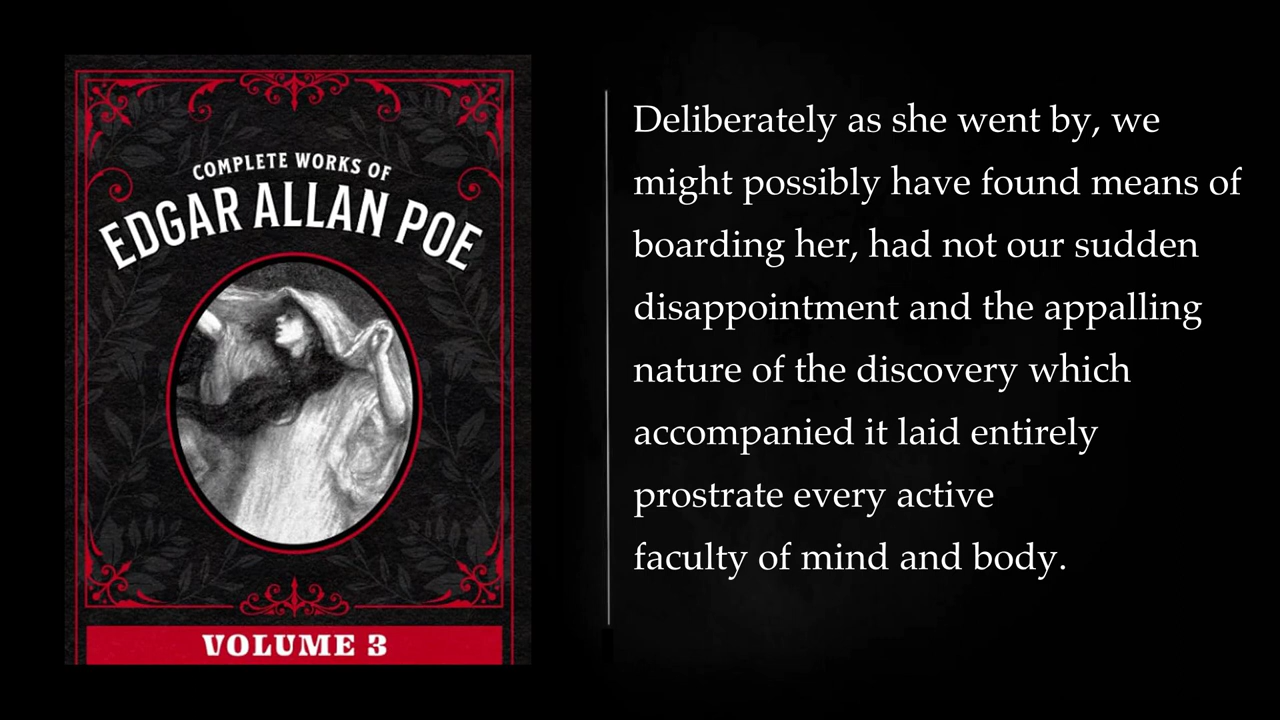 COMPLETE WORKS OF
EDGAR ALLAN POE
VOLUME 3
Deliberately as she went by, we
might possibly have found means of
boarding her, had not our sudden
disappointment and the appalling
nature of the discovery which
accompanied it laid entirely
prostrate every active
faculty of mind and body.